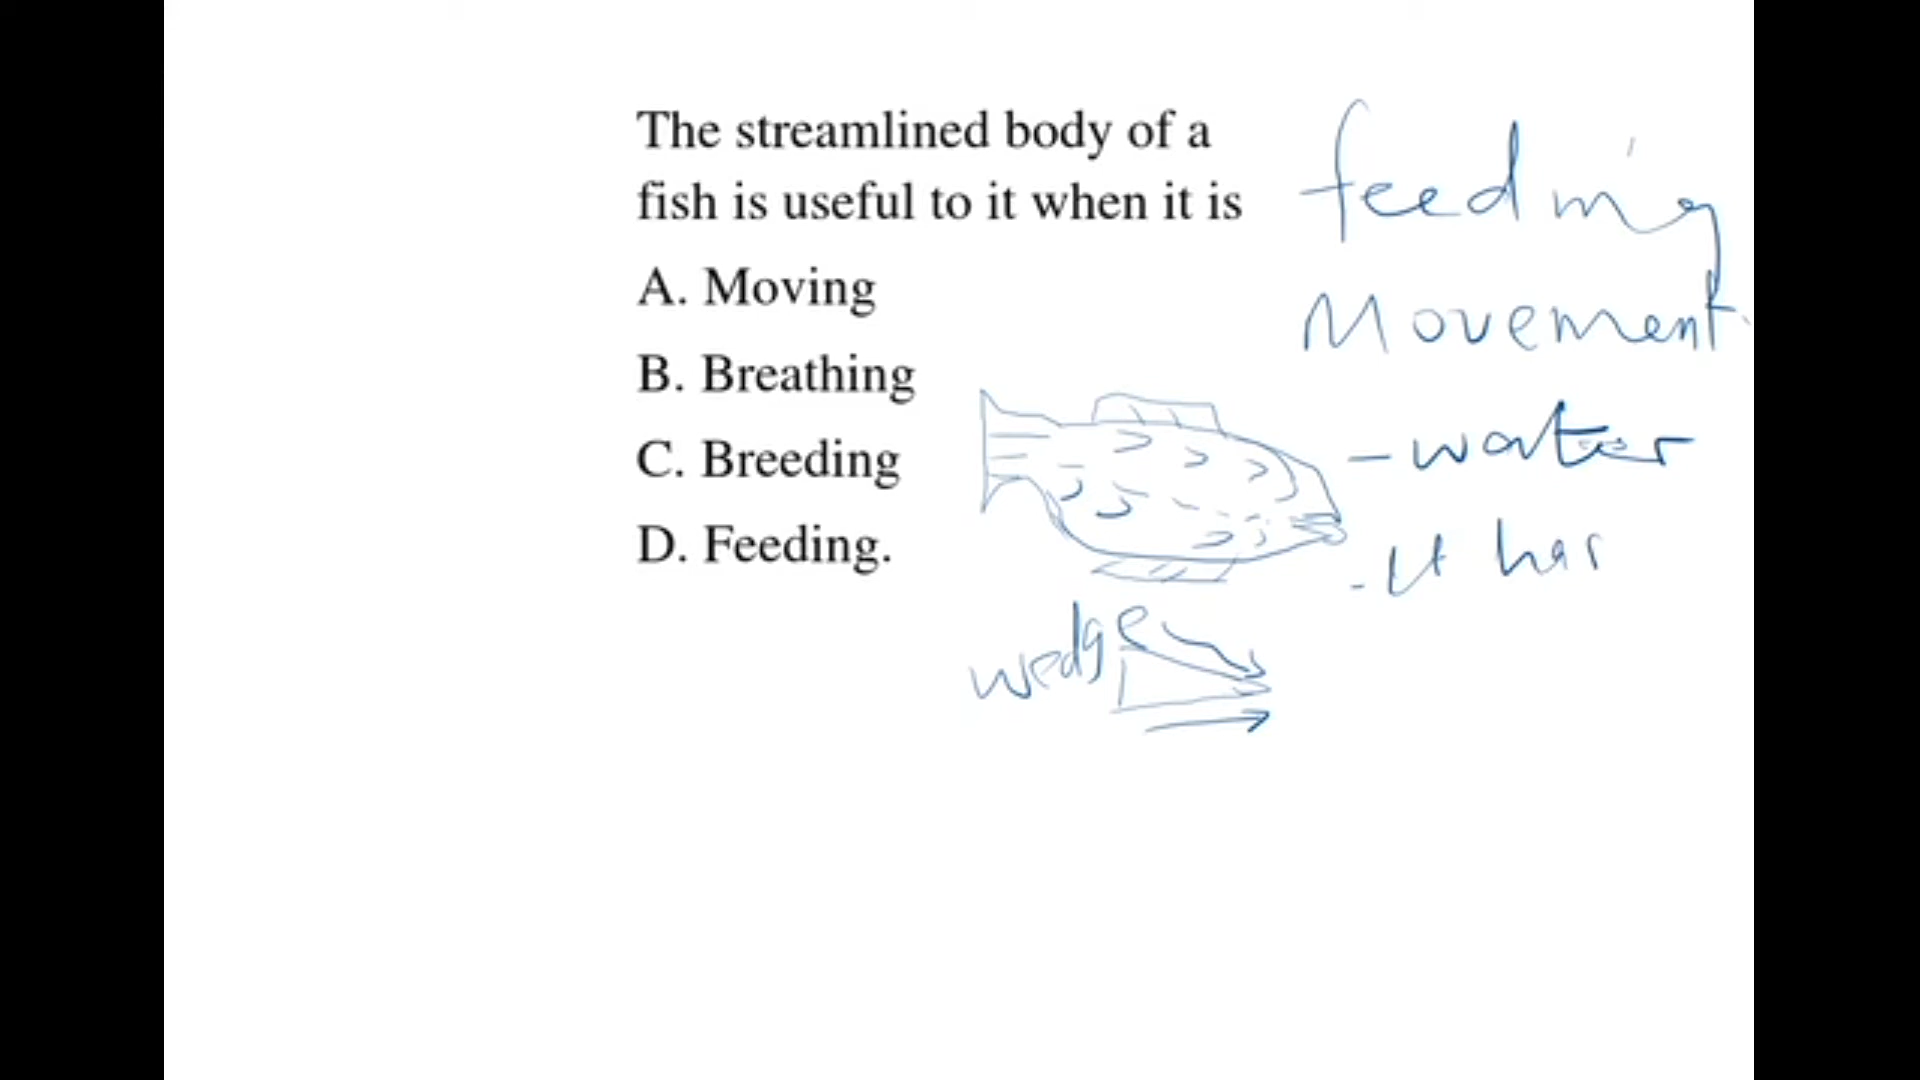 The streamlined body of a
fish is useful to it when it is
A. Moving
B. Breathing
C. Breeding
D. Feeding.
feeding
Movement
- water
- It has
wedge